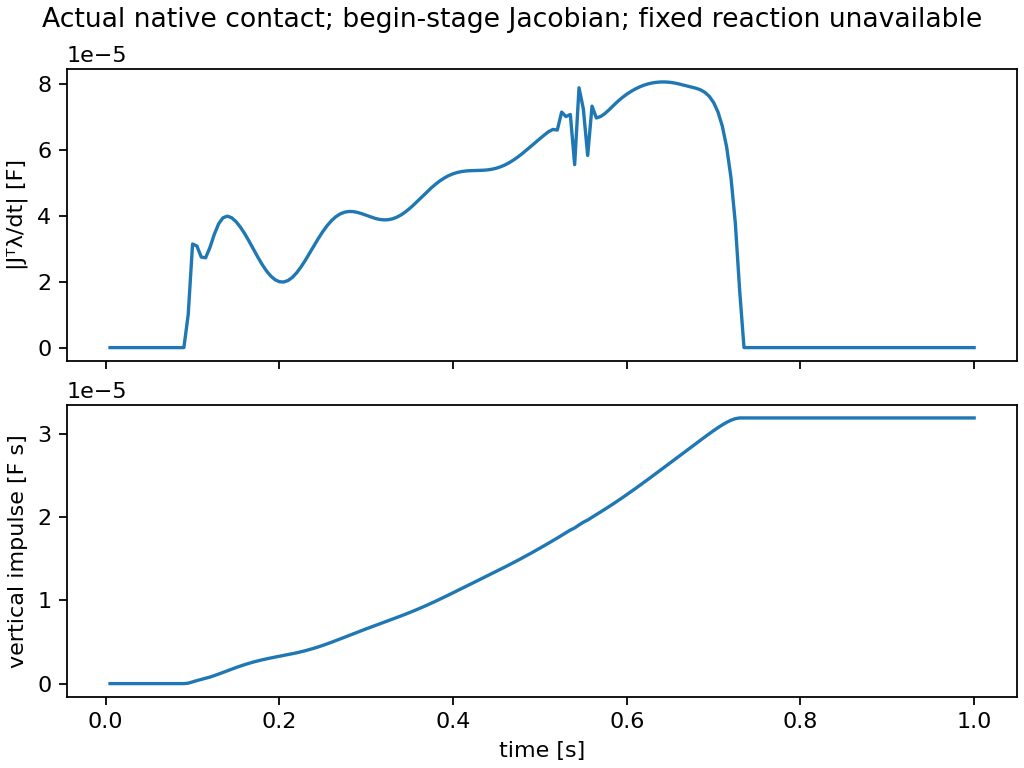 Actual native contact; begin-stage Jacobian; fixed reaction unavailable
1e−5
|Jᵀλ/dt| [F]
8
6
4
2
0
1e−5
vertical impulse [F s]
3
2
1
0
0.0 0.2 0.4 0.6 0.8 1.0
time [s]